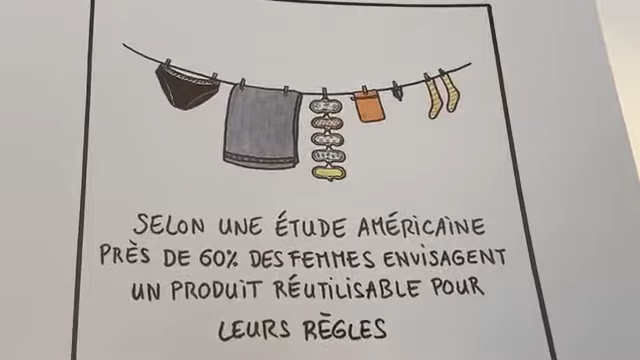 SELON UNE ÉTUDE AMÉRICAINE
PRÈS DE 60% DES FEMMES ENVISAGENT
UN PRODUIT RÉUTILISABLE POUR
LEURS RÈGLES